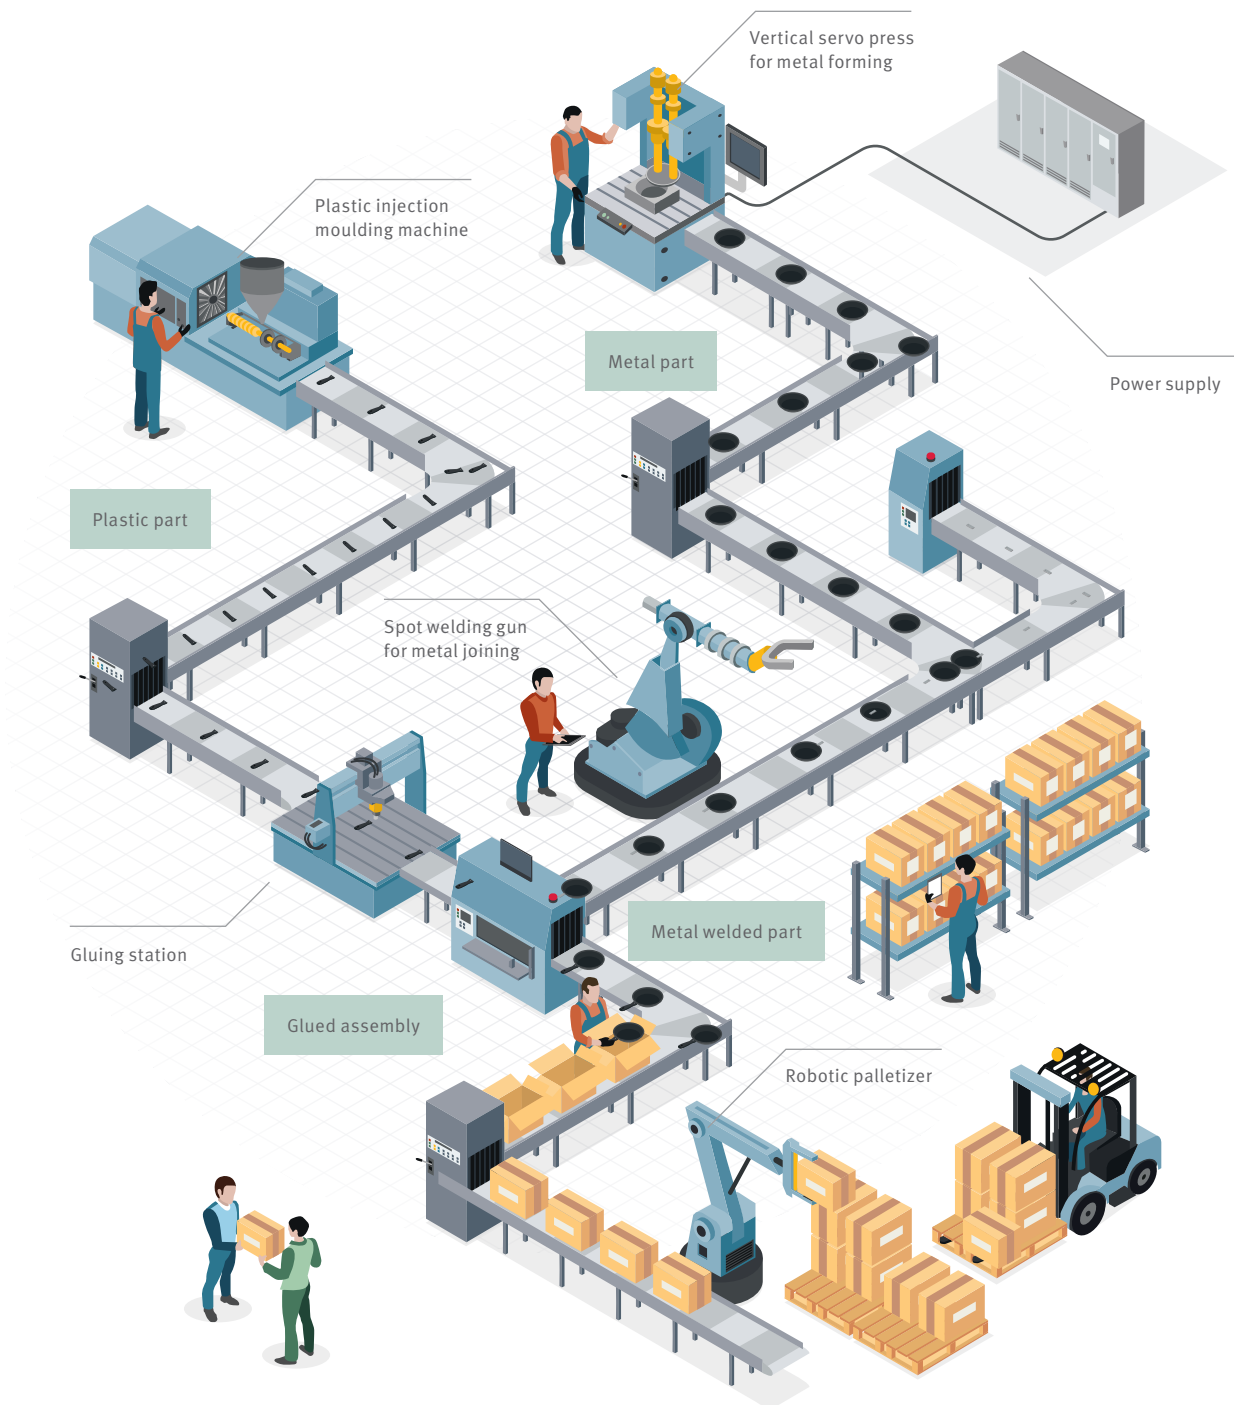 Vertical servo press
for metal forming
Plastic injection
moulding machine
Metal part
Power supply
Plastic part
Spot welding gun
for metal joining
Metal welded part
Gluing station
Glued assembly
Robotic palletizer